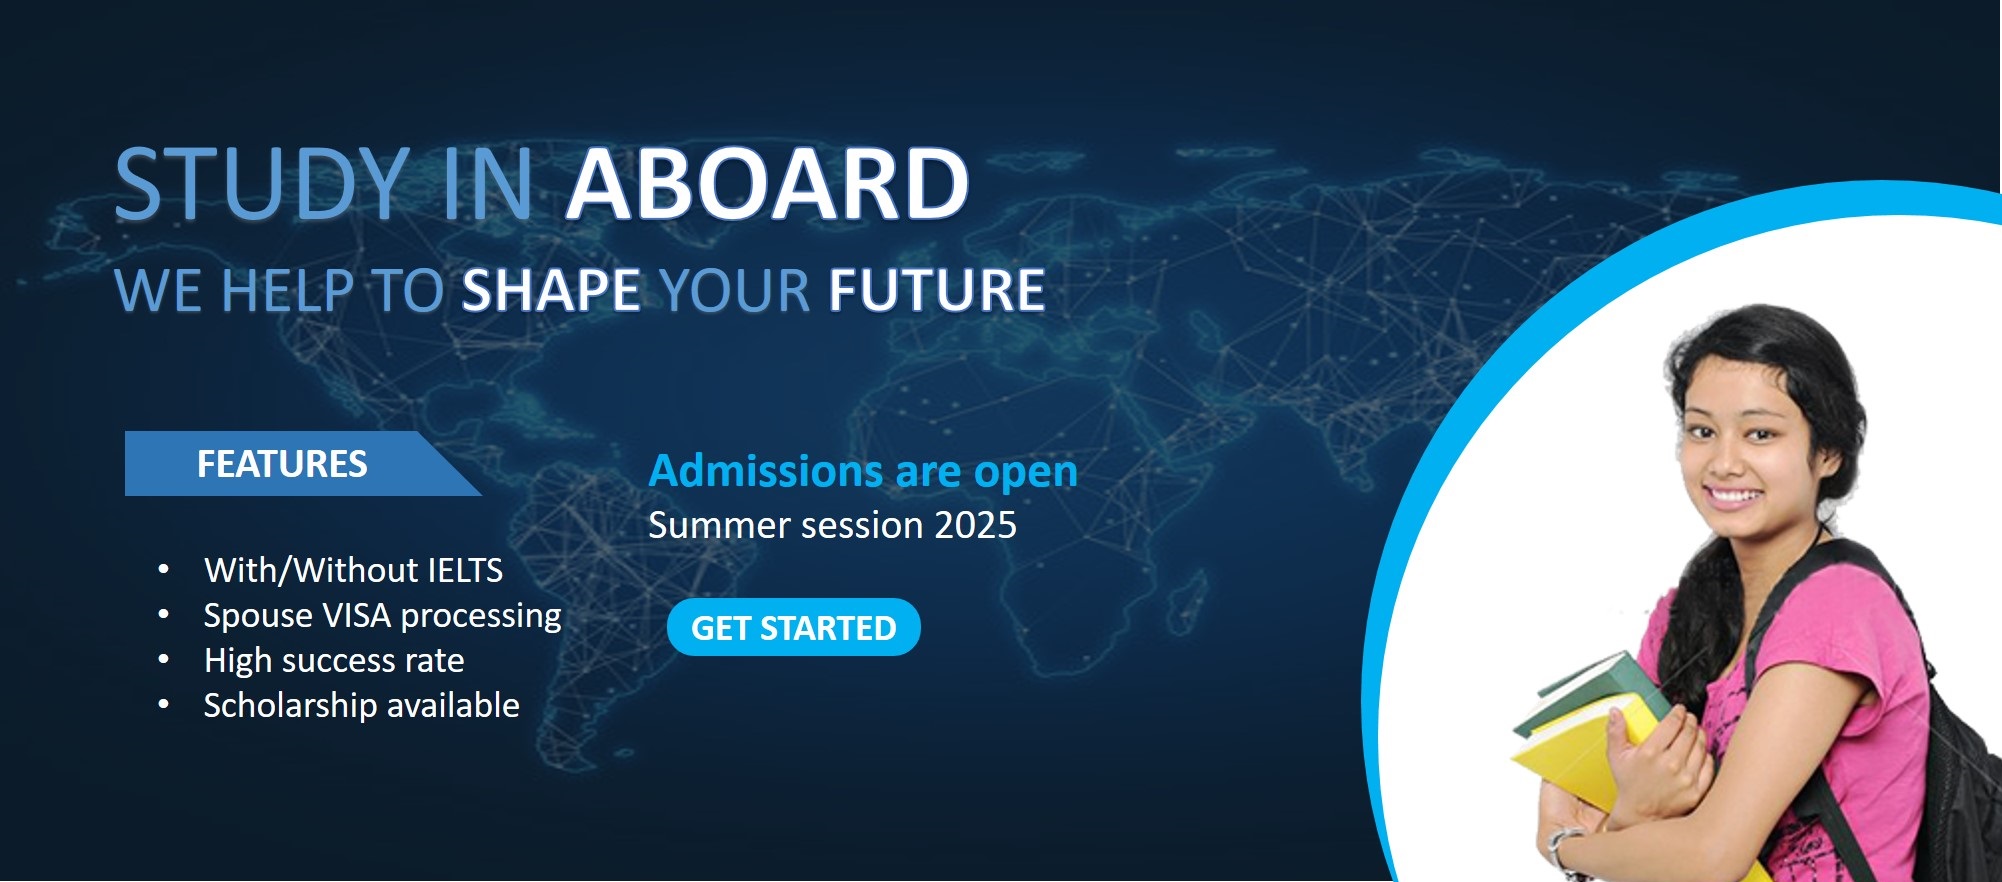 STUDY IN ABOARD
WE HELP TO SHAPE YOUR FUTURE
FEATURES
• With/Without IELTS
• Spouse VISA processing
• High success rate
• Scholarship available
Admissions are open
Summer session 2025
GET STARTED